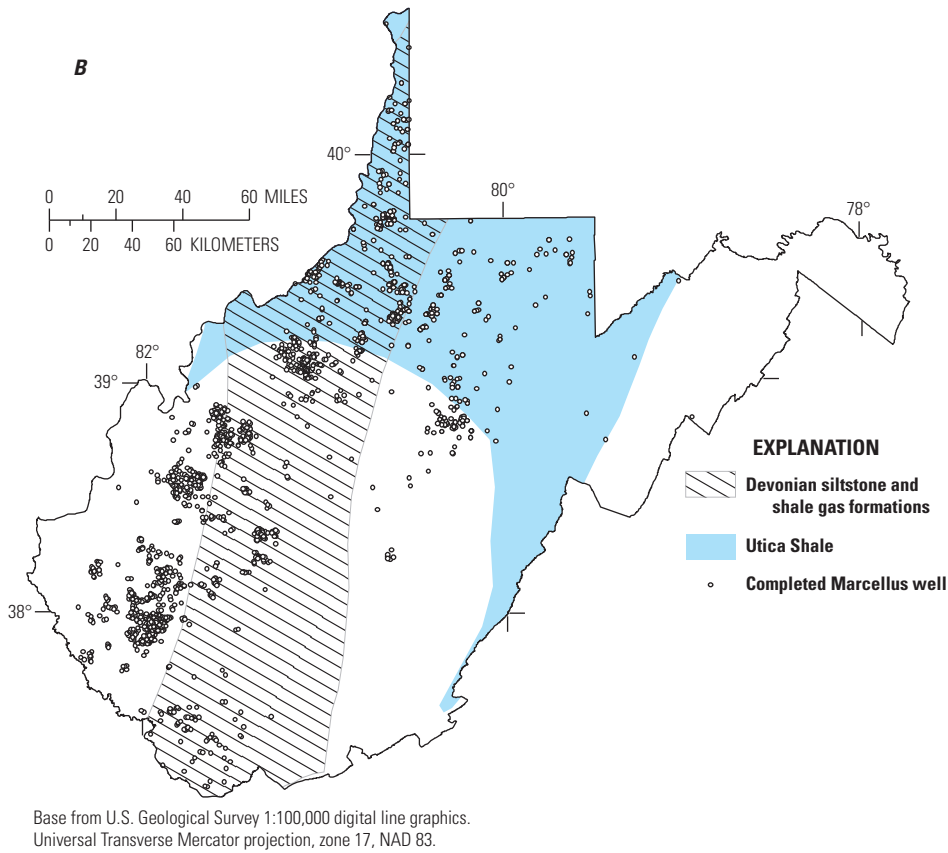 B
40°
80°
78°
0 20 40 60 MILES
0 20 40 60 KILOMETERS
82°
39°
38°
EXPLANATION
Devonian siltstone and
shale gas formations
Utica Shale
Completed Marcellus well
Base from U.S. Geological Survey 1:100,000 digital line graphics.
Universal Transverse Mercator projection, zone 17, NAD 83.